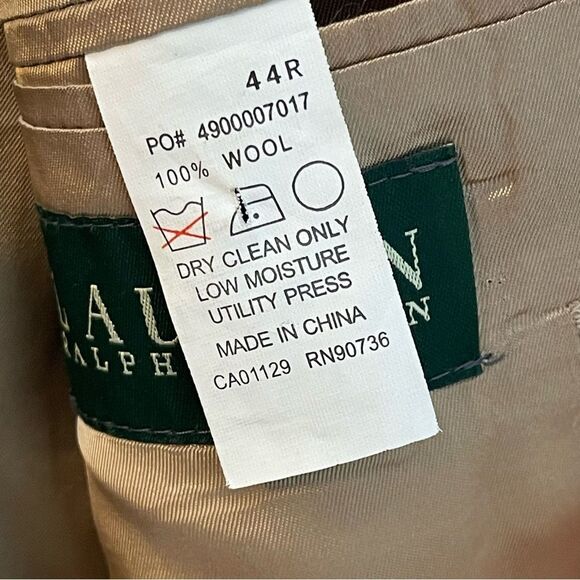 44R
PO# 4900007017
100% WOOL
DRY CLEAN ONLY
LOW MOISTURE
UTILITY PRESS
MADE IN CHINA
CA01129 RN90736
LAU N
RALPH N